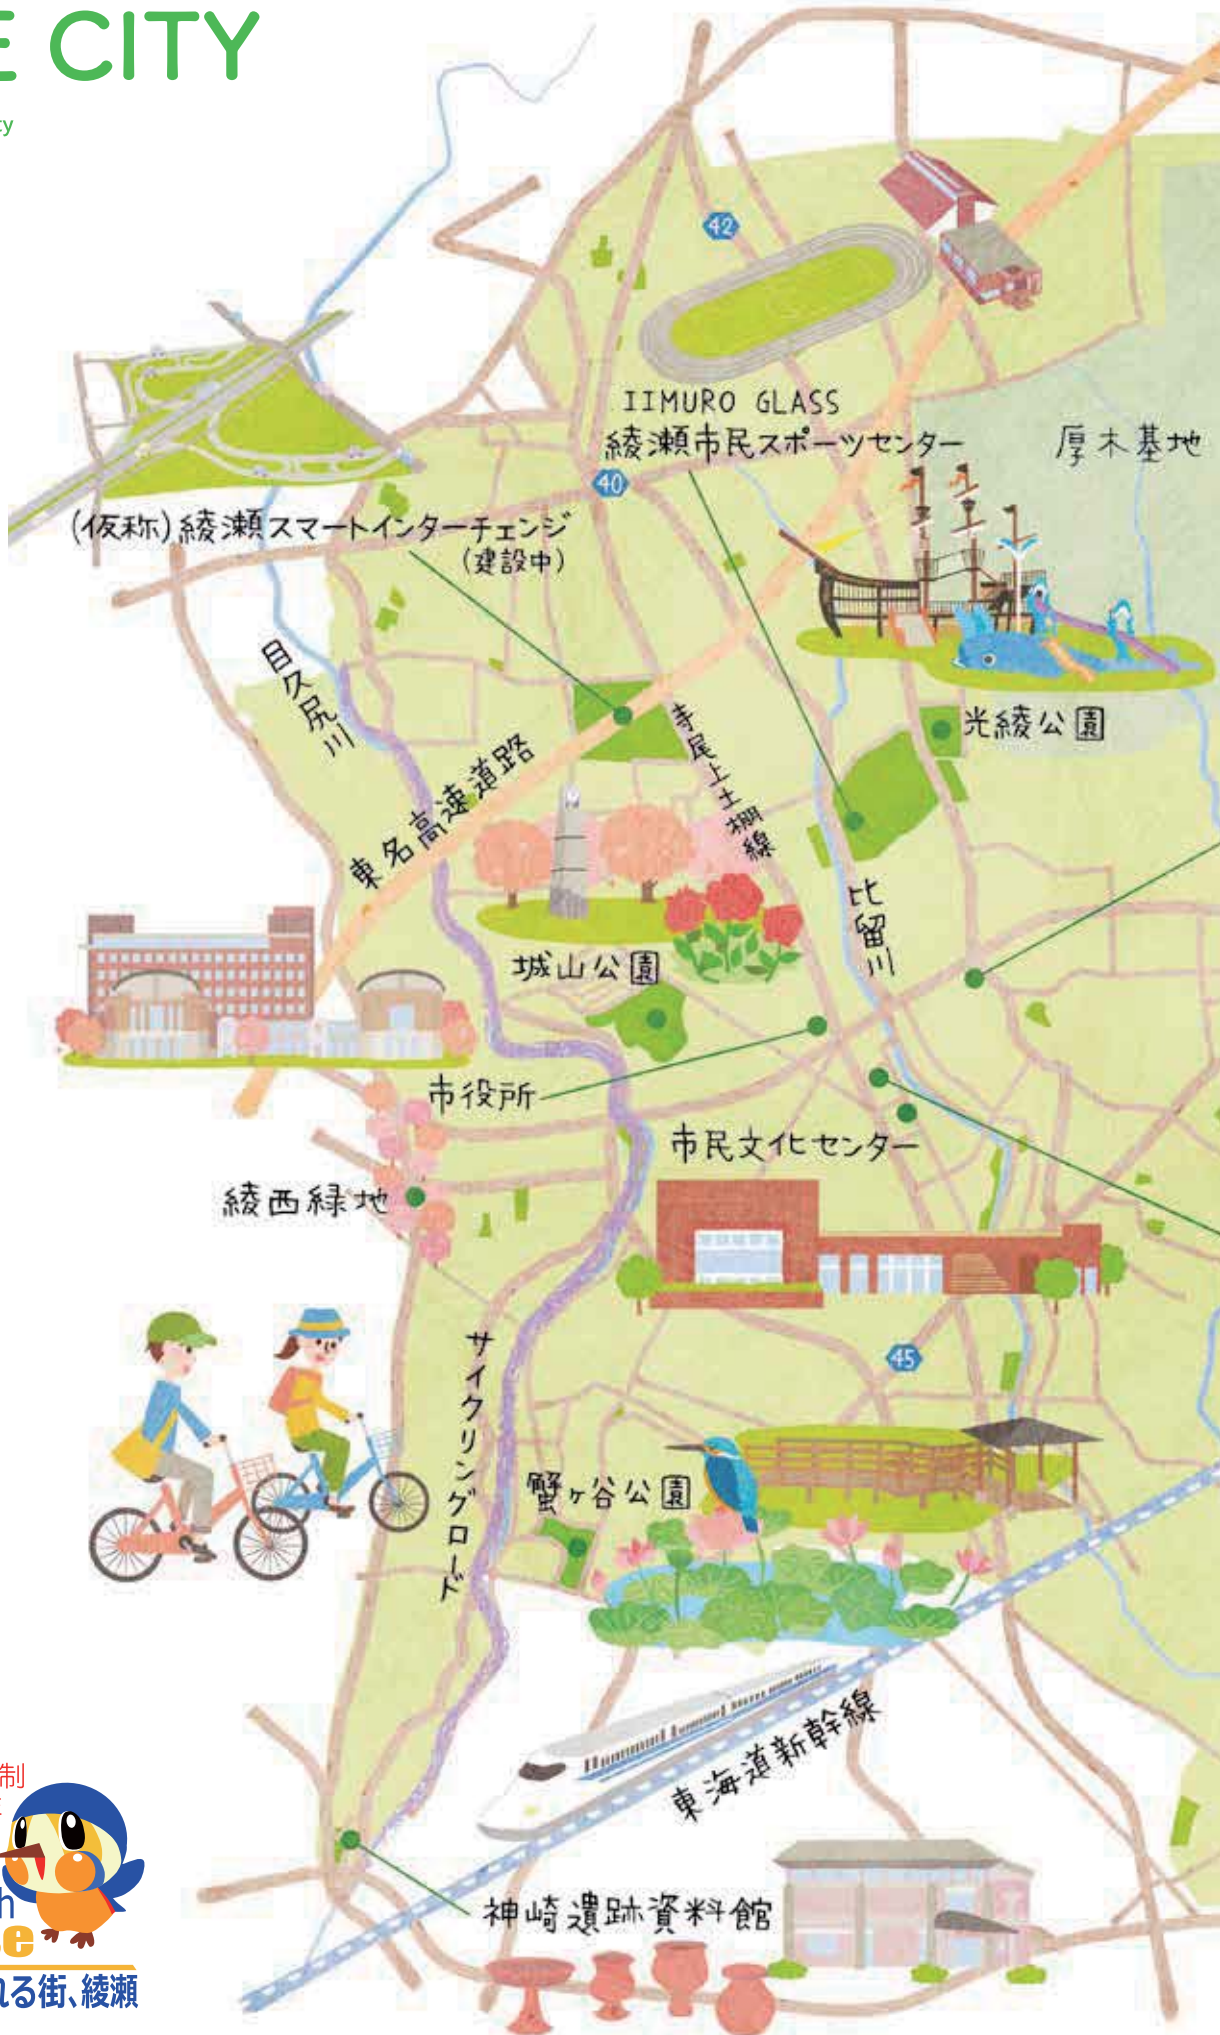 E CITY
ty
42
IIMURO GLASS
綾瀬市民スポーツセンター
厚木基地
40
(仮称)綾瀬スマートインターチェンジ
(建設中)
目久尻川
光綾公園
寺尾上土棚線
東名高速道路
比留川
城山公園
市役所
市民文化センター
綾西緑地
サイクリングロード
45
蟹ヶ谷公園
東海道新幹線
制
h
se
神崎遺跡資料館
れる街、綾瀬